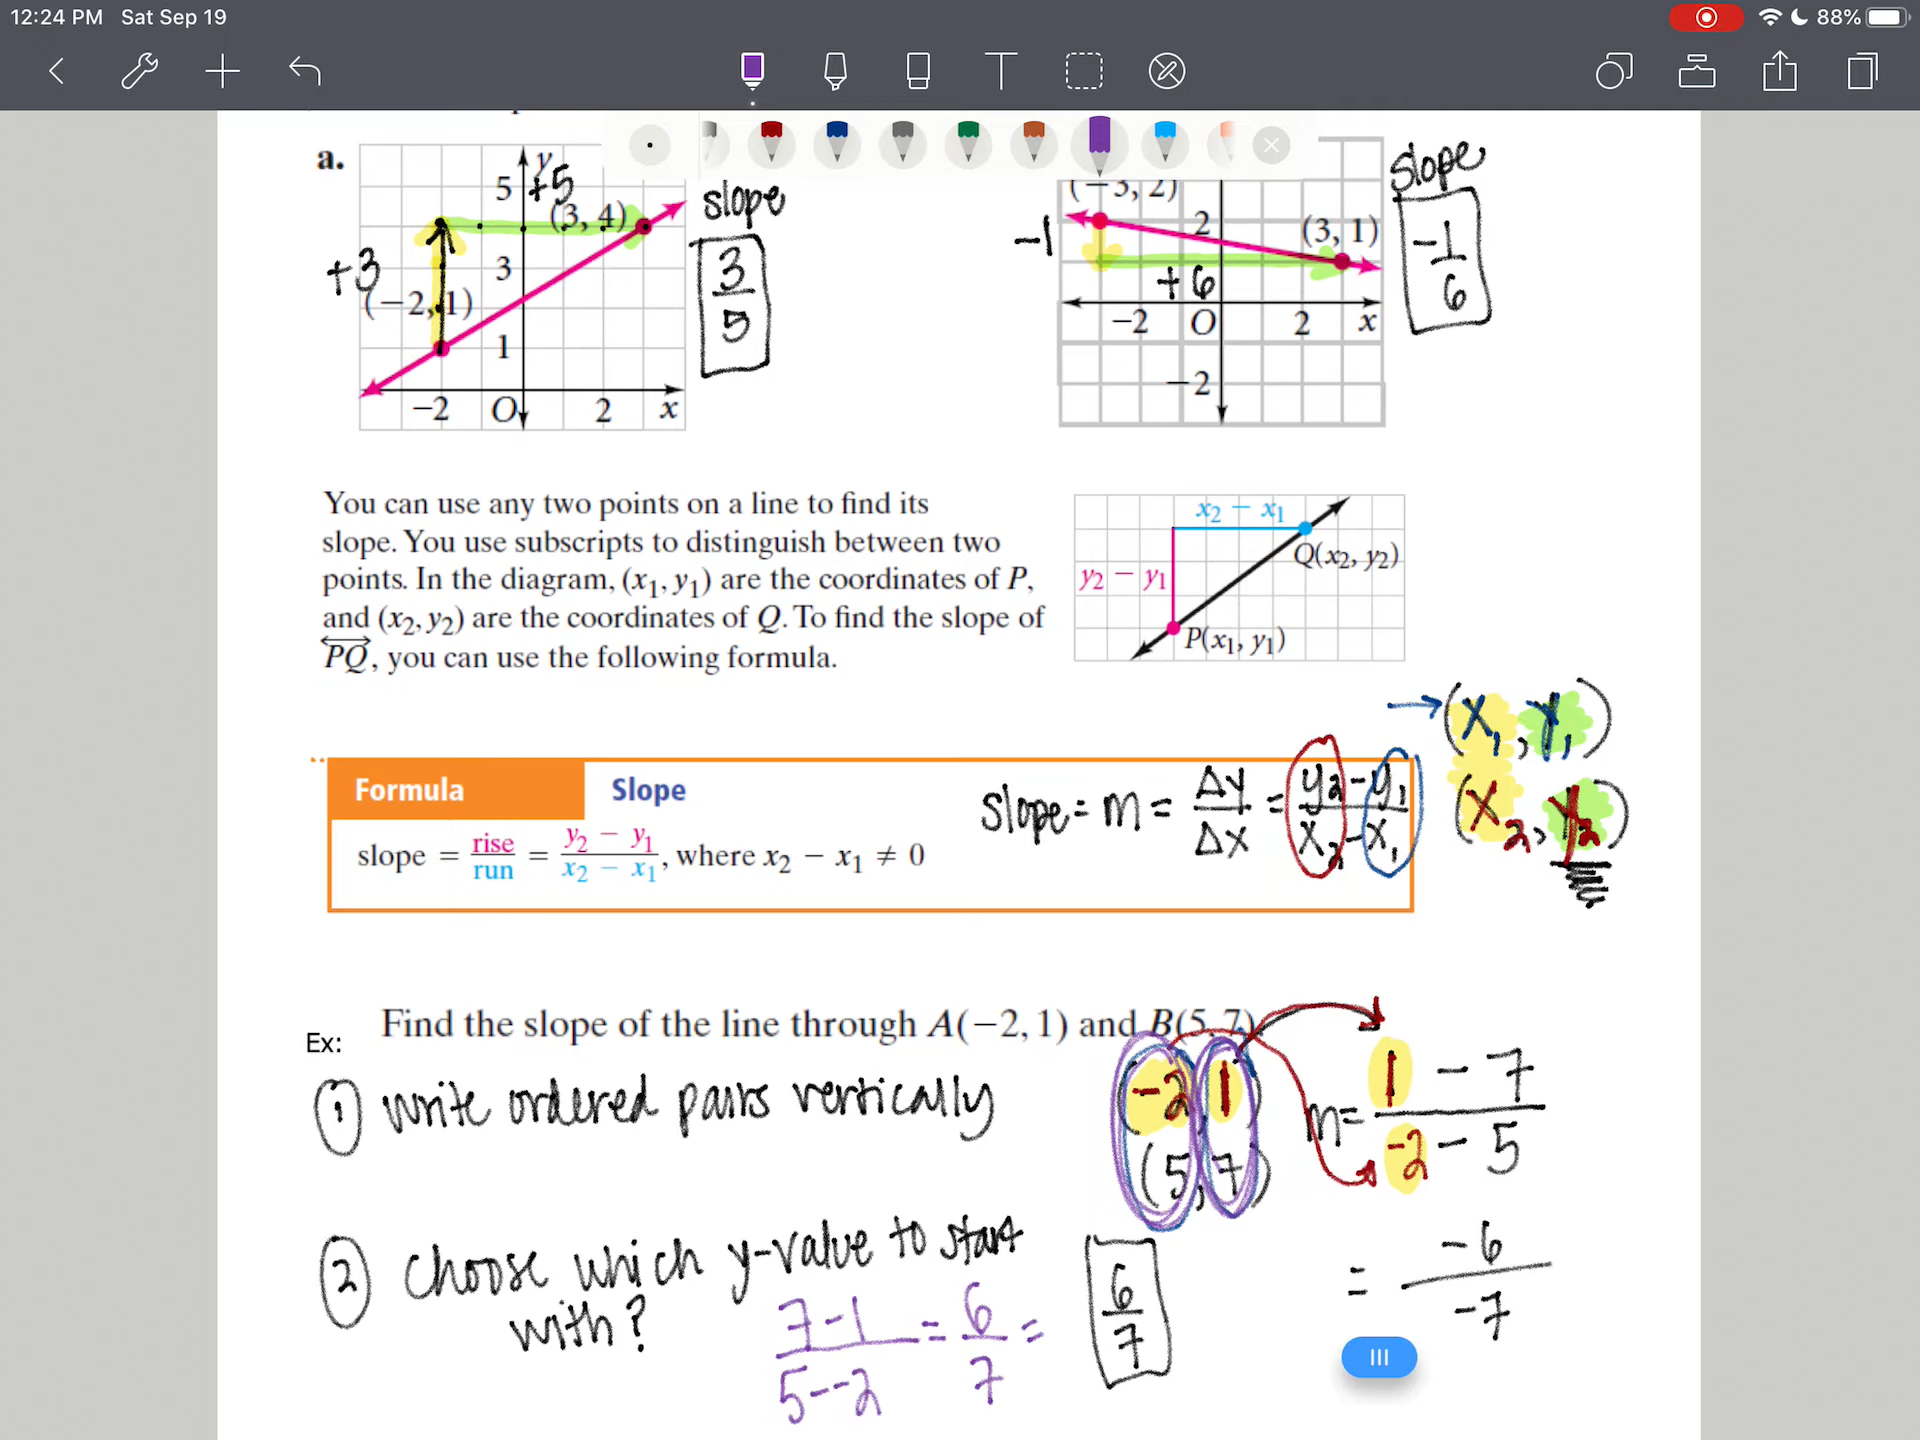 12:24 PM Sat Sep 19
88%
a.
y
5
+5
(3, 4)
slope
+3
3
(−2, 1)
1
3
5
−2 O 2 x
(−3, 2)
2
(3, 1)
-1
+6
−2 O 2 x
−2
slope
-1
6
You can use any two points on a line to find its
slope. You use subscripts to distinguish between two
points. In the diagram, (x₁, y₁) are the coordinates of P,
and (x₂, y₂) are the coordinates of Q. To find the slope of
PQ, you can use the following formula.
x₂ − x₁
Q(x₂, y₂)
y₂ − y₁
P(x₁, y₁)
Formula Slope
slope = rise/run = y₂ − y₁/x₂ − x₁, where x₂ − x₁ ≠ 0
slope = m = Δy/Δx = y₂-y₁/x₂-x₁
→(x₁, y₁)
(x₂, y₂)
Ex:
Find the slope of the line through A(−2, 1) and B(5, 7).
① write ordered pairs vertically
(-2, 1)
(5, 7)
m = 1 - 7/-2 - 5
② choose which y-value to start
with?
7-1/5--2 = 6/7 =
6/7
= -6/-7